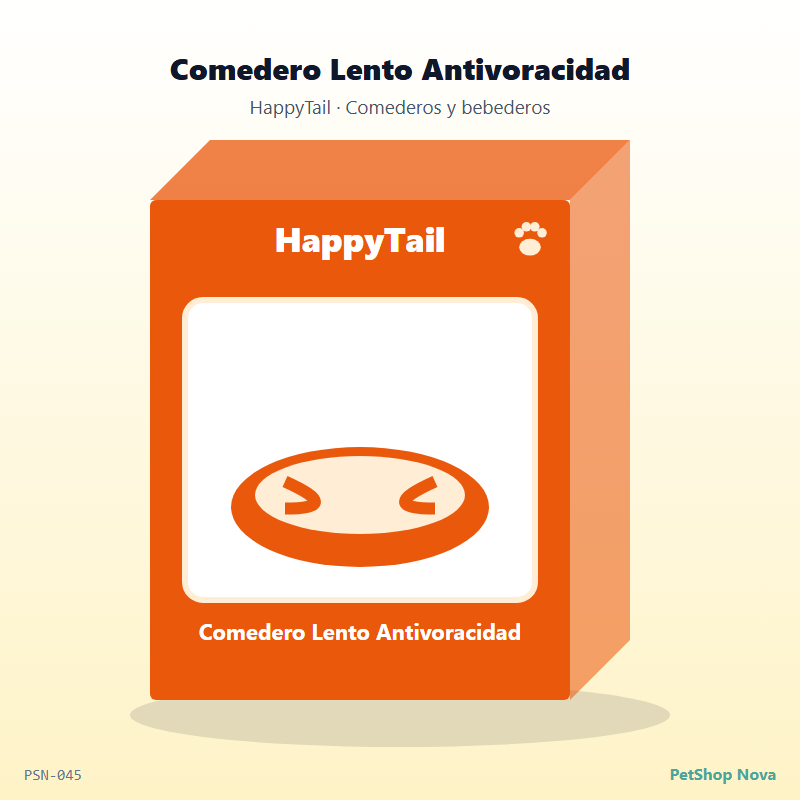 Comedero Lento Antivoracidad
HappyTail · Comederos y bebederos
HappyTail
Comedero Lento Antivoracidad
PSN-045
PetShop Nova